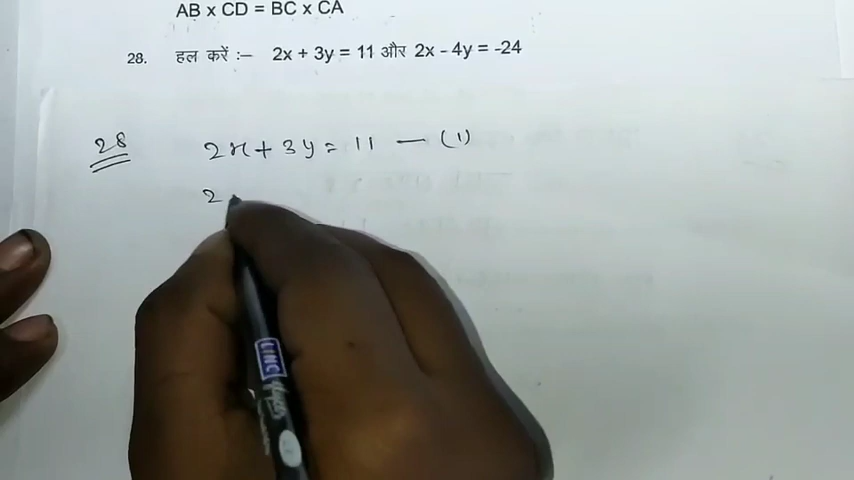 AB x CD = BC x CA
28. हल करें :– 2x + 3y = 11 और 2x - 4y = -24
28 2x + 3y = 11 — (1)
2
LINC